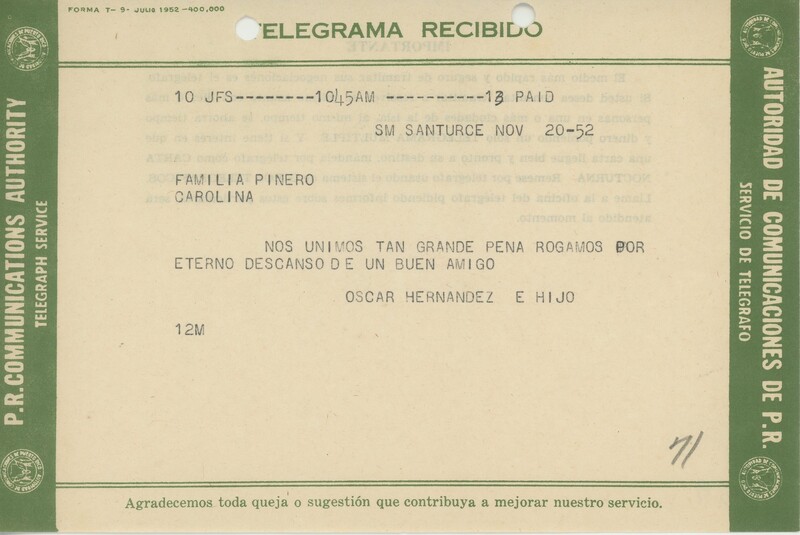 FORMA T- 9- JULIO 1952-400,000
TELEGRAMA RECIBIDO
10 JFS--------1045AM ----------13 PAID
SM SANTURCE NOV 20-52
FAMILIA PINERO
CAROLINA
NOS UNIMOS TAN GRANDE PENA ROGAMOS POR
ETERNO DESCANSO DE UN BUEN AMIGO
OSCAR HERNANDEZ E HIJO
12M
71
Agradecemos toda queja o sugestión que contribuya a mejorar nuestro servicio.
P.R. COMMUNICATIONS AUTHORITY
TELEGRAPH SERVICE
AUTORIDAD DE COMUNICACIONES DE P.R.
SERVICIO DE TELEGRAFO